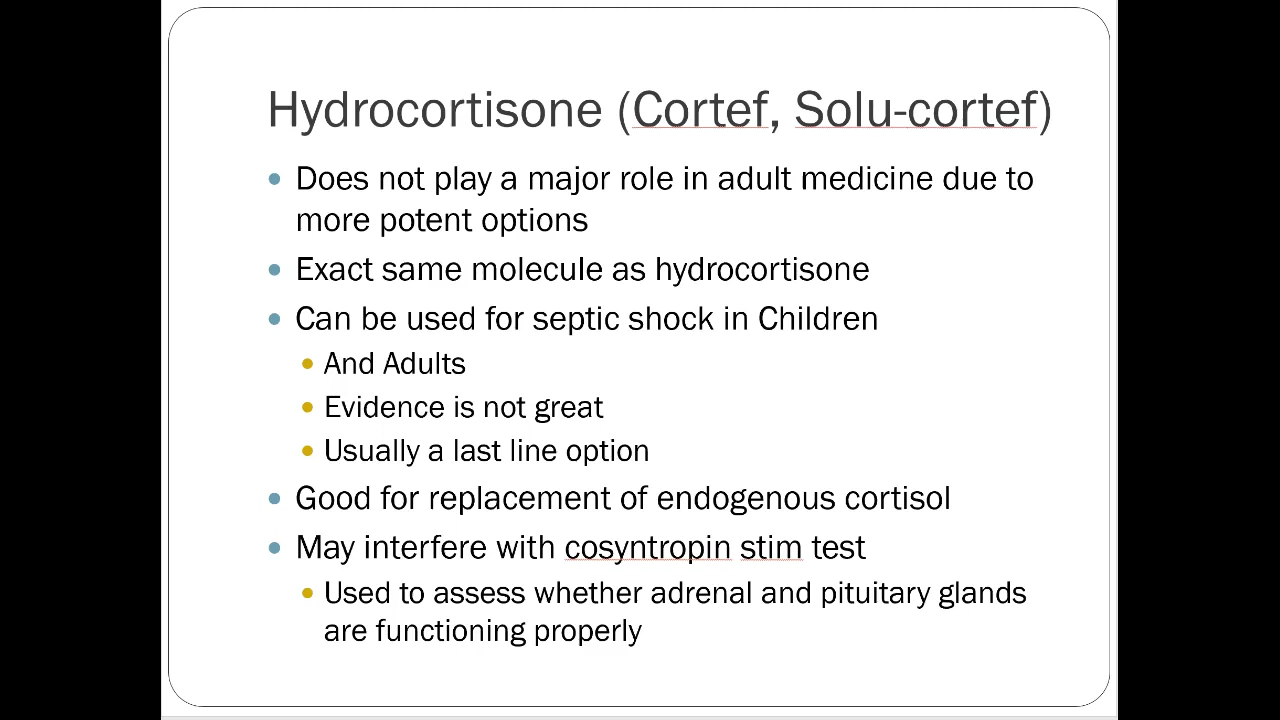 Hydrocortisone (Cortef, Solu-cortef)
• Does not play a major role in adult medicine due to
more potent options
• Exact same molecule as hydrocortisone
• Can be used for septic shock in Children
• And Adults
• Evidence is not great
• Usually a last line option
• Good for replacement of endogenous cortisol
• May interfere with cosyntropin stim test
• Used to assess whether adrenal and pituitary glands
are functioning properly